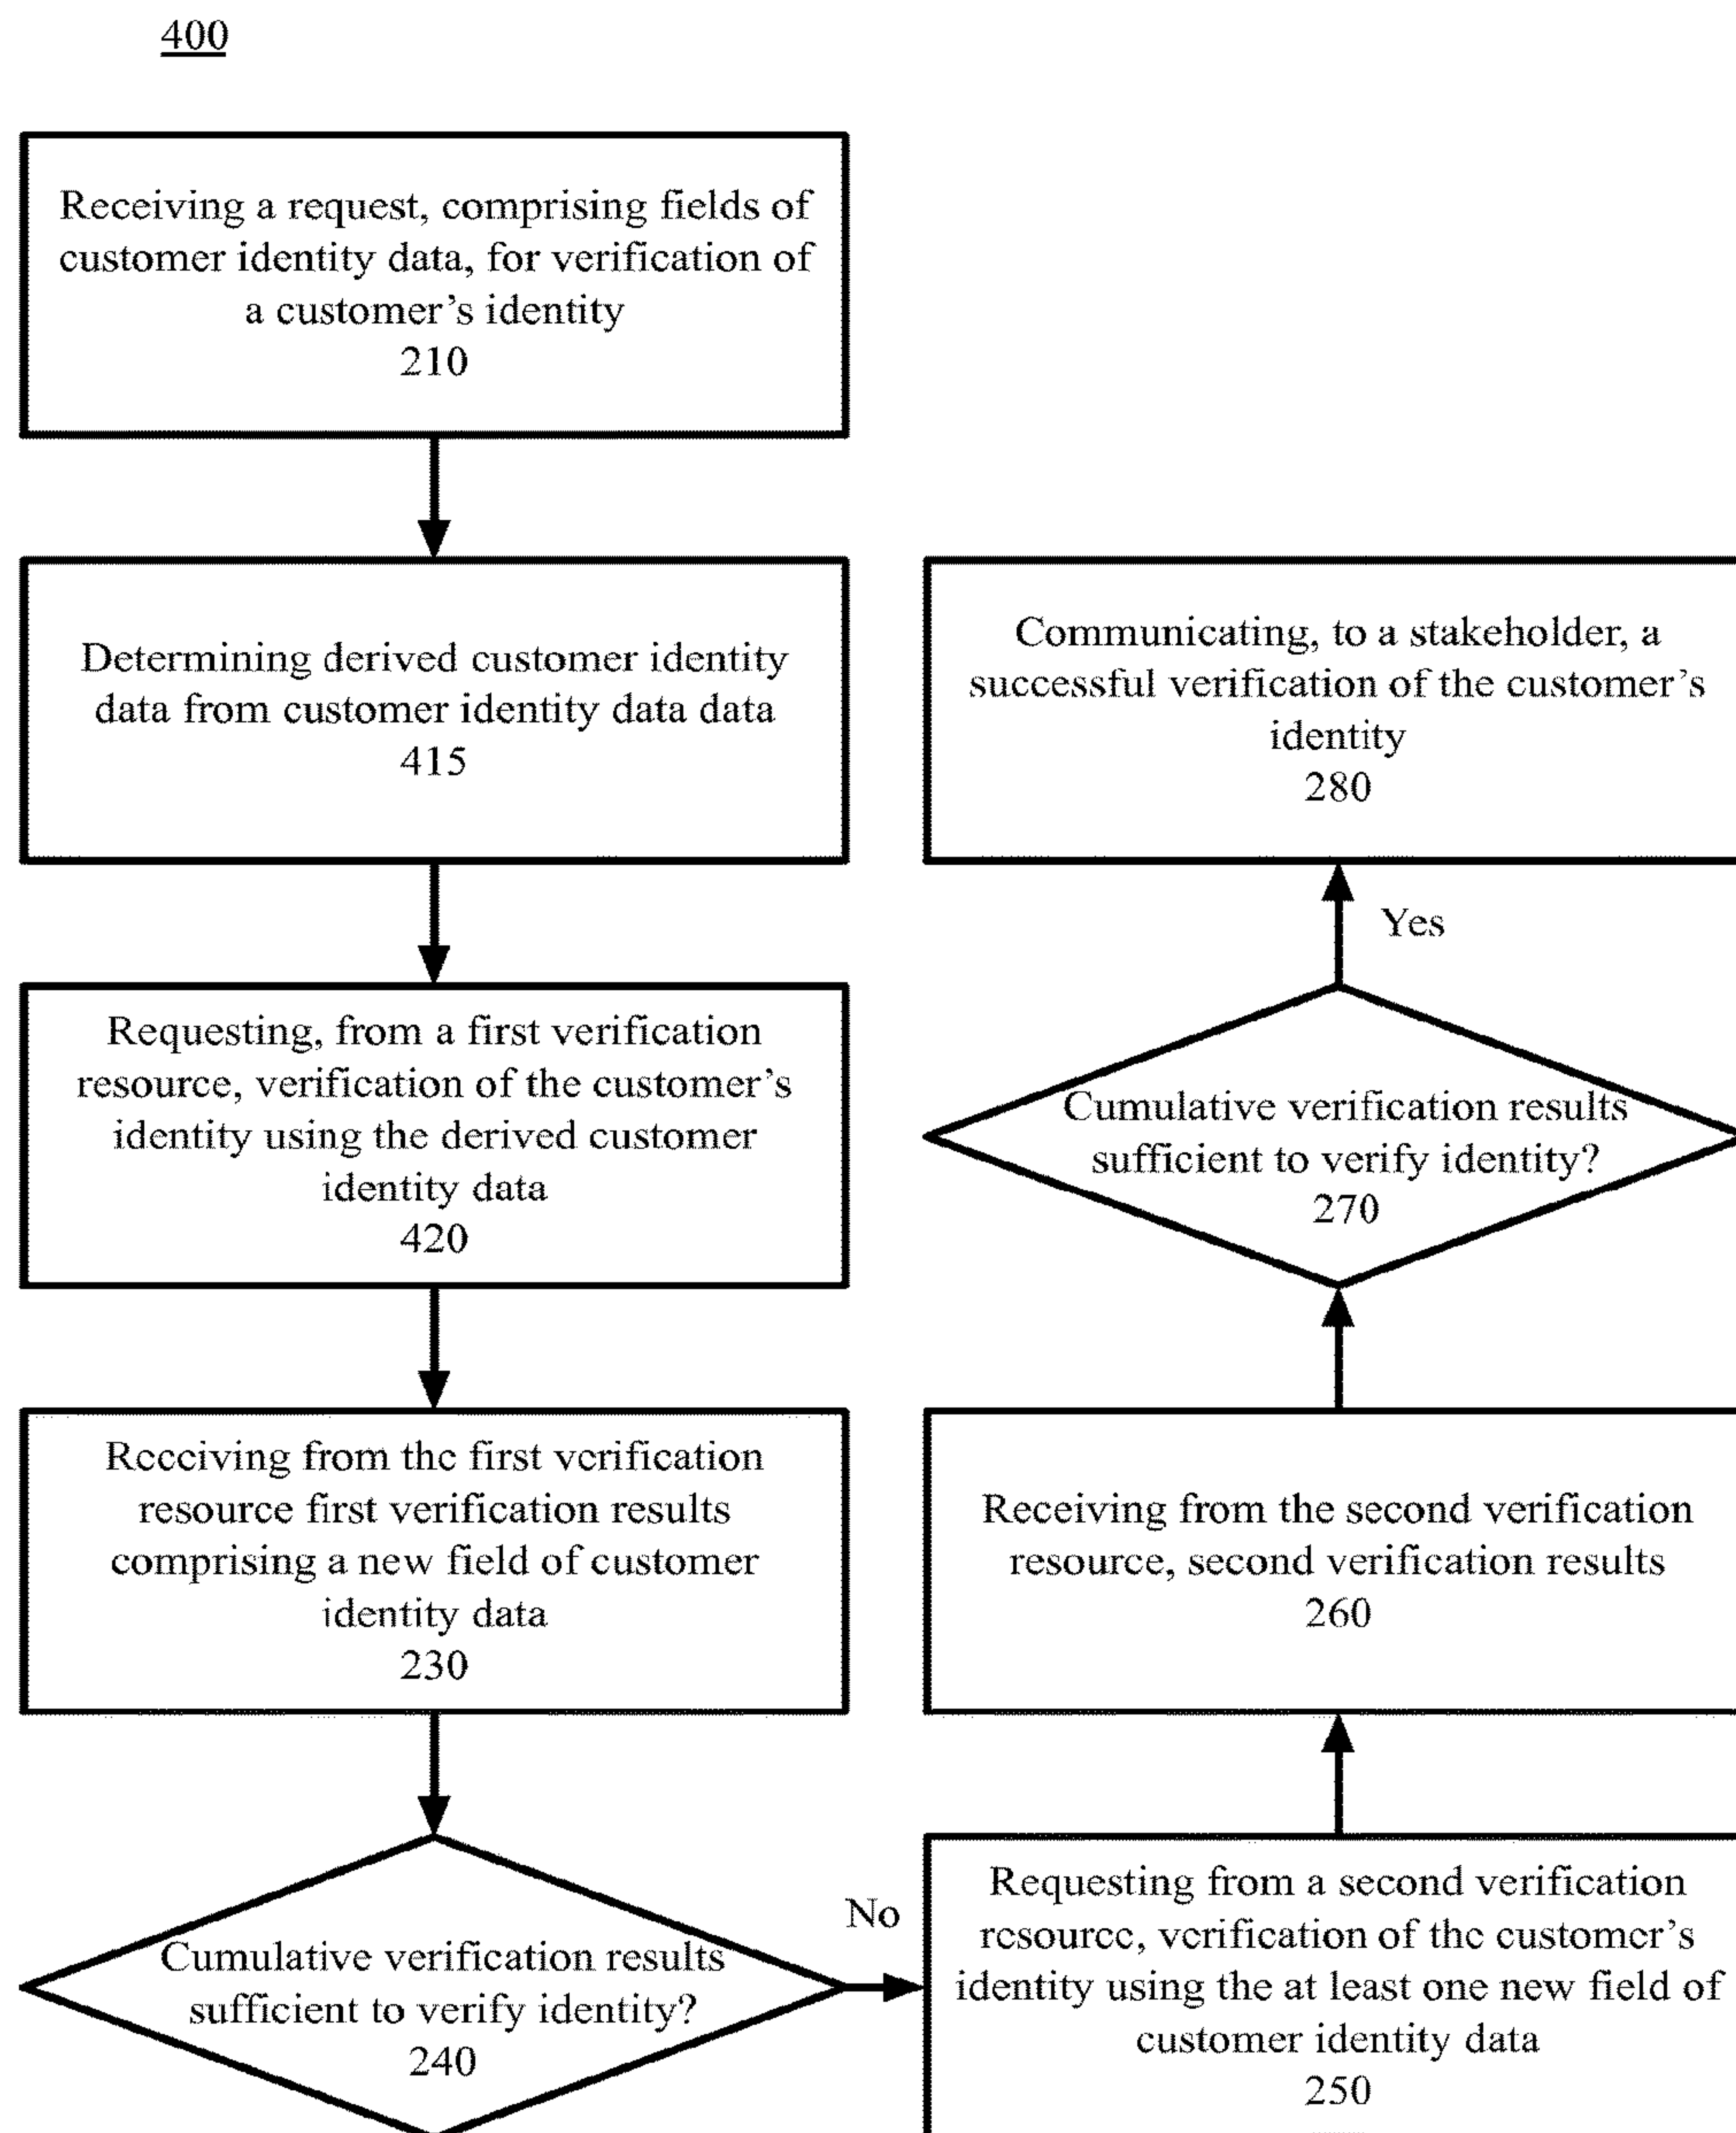 400
Receiving a request, comprising fields of
customer identity data, for verification of
a customer's identity
210
Determining derived customer identity
data from customer identity data data
415
Requesting, from a first verification
resource, verification of the customer's
identity using the derived customer
identity data
420
Receiving from the first verification
resource first verification results
comprising a new field of customer
identity data
230
Cumulative verification results
sufficient to verify identity?
240
No
Requesting from a second verification
resource, verification of the customer's
identity using the at least one new field of
customer identity data
250
Receiving from the second verification
resource, second verification results
260
Cumulative verification results
sufficient to verify identity?
270
Yes
Communicating, to a stakeholder, a
successful verification of the customer's
identity
280